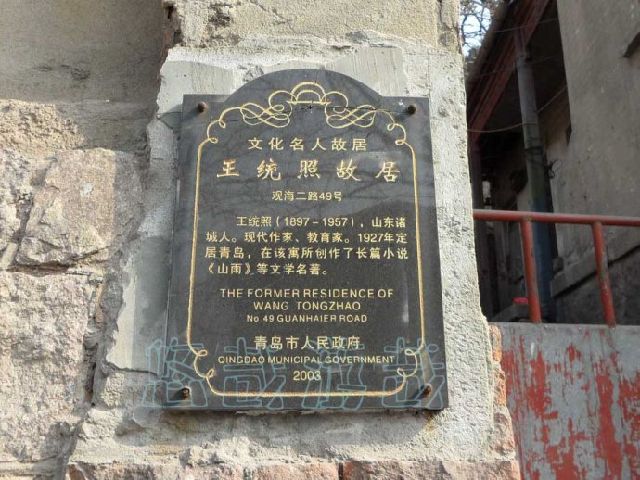 文化名人故居
王统照故居
观海二路49号
王统照（1897-1957），山东诸
城人。现代作家、教育家。1927年定
居青岛，在该寓所创作了长篇小说
《山雨》等文学名著。
THE FORMER RESIDENCE OF
WANG TONGZHAO
No 49 GUANHAIER ROAD
青岛市人民政府
QINGDAO MUNICIPAL GOVERNMENT
2003